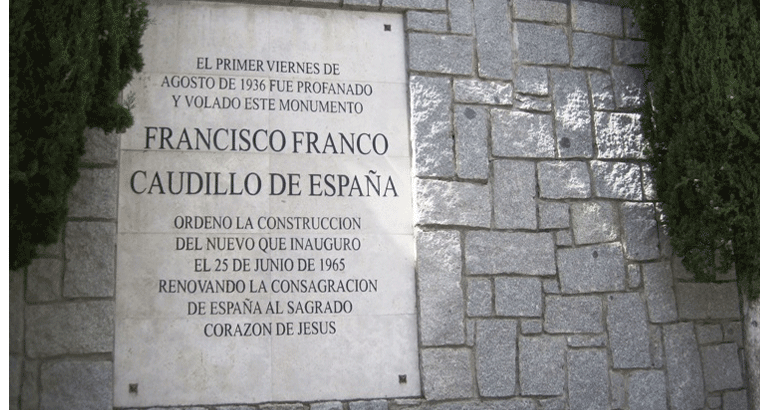 EL PRIMER VIERNES DE
AGOSTO DE 1936 FUE PROFANADO
Y VOLADO ESTE MONUMENTO
FRANCISCO FRANCO
CAUDILLO DE ESPAÑA
ORDENO LA CONSTRUCCION
DEL NUEVO QUE INAUGURO
EL 25 DE JUNIO DE 1965
RENOVANDO LA CONSAGRACION
DE ESPAÑA AL SAGRADO
CORAZON DE JESUS